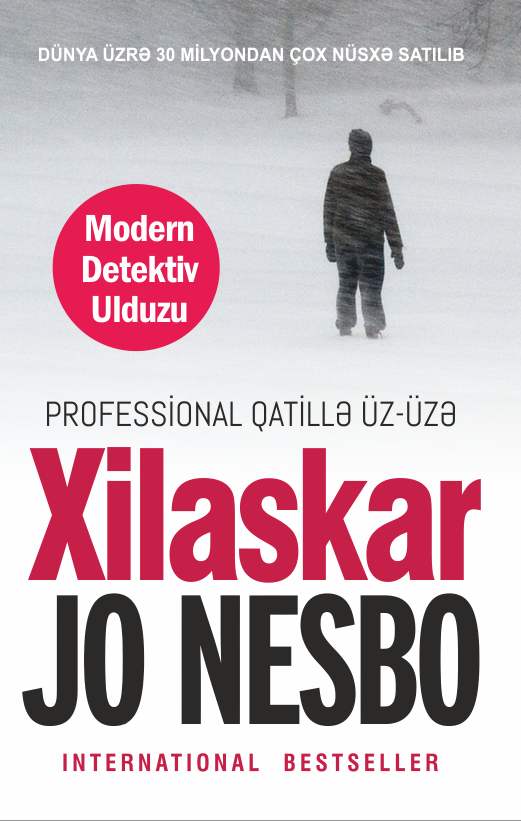 DÜNYA ÜZRƏ 30 MİLYONDAN ÇOX NÜSXƏ SATILIB
Modern
Detektiv
Ulduzu
PROFESSİONAL QATİLLƏ ÜZ-ÜZƏ
Xilaskar
JO NESBO
INTERNATIONAL BESTSELLER